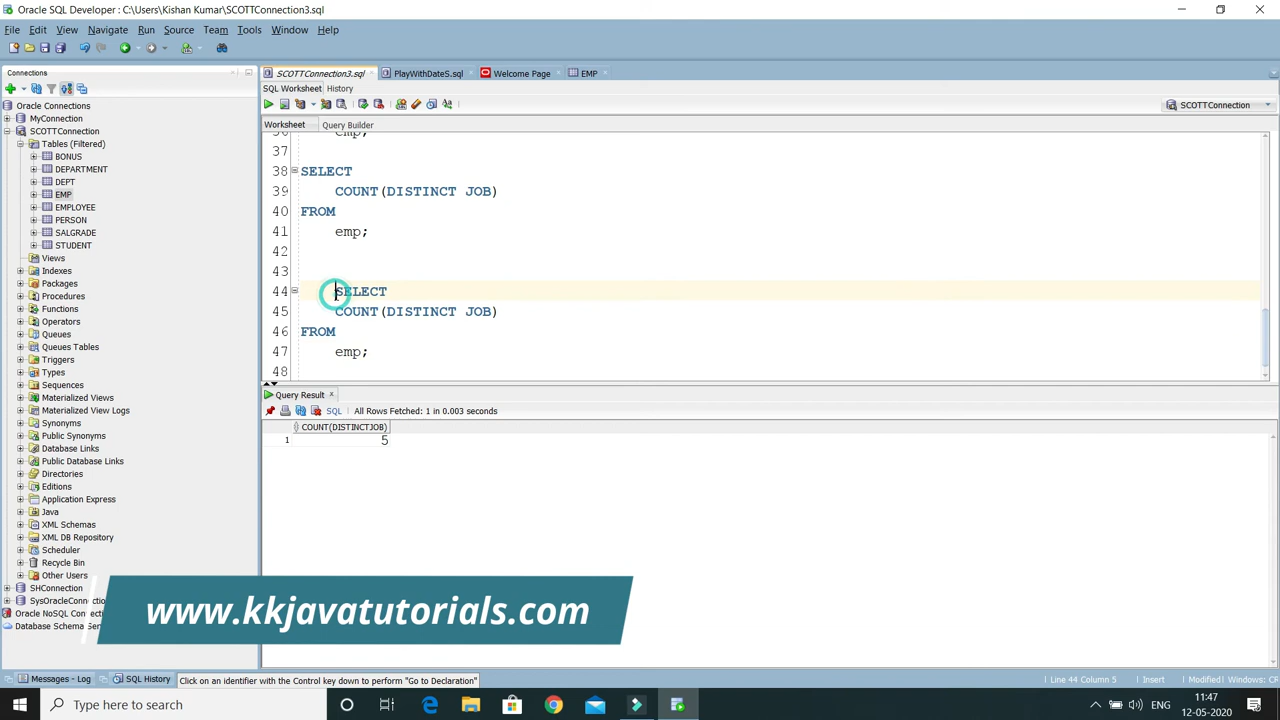 Oracle SQL Developer : C:\Users\Kishan Kumar\SCOTTConnection3.sql
File Edit View Navigate Run Source Team Tools Window Help
Connections
SCOTTConnection3.sql PlayWithDateS.sql Welcome Page EMP
SQL Worksheet History
SCOTTConnection
Worksheet Query Builder
Oracle Connections
MyConnection
SCOTTConnection
Tables (Filtered)
BONUS
DEPARTMENT
DEPT
EMP
EMPLOYEE
PERSON
SALGRADE
STUDENT
Views
Indexes
Packages
Procedures
Functions
Operators
Queues
Queues Tables
Triggers
Types
Sequences
Materialized Views
Materialized View Logs
Synonyms
Public Synonyms
Database Links
Public Database Links
Directories
Editions
Application Express
Java
XML Schemas
XML DB Repository
Scheduler
Recycle Bin
Other Users
SHConnection
SysOracleConnectio
Oracle NoSQL Connecti
Database Schema Ser
36 emp;
37
38 SELECT
39 COUNT(DISTINCT JOB)
40 FROM
41 emp;
42
43
44 SELECT
45 COUNT(DISTINCT JOB)
46 FROM
47 emp;
48
Query Result
SQL All Rows Fetched: 1 in 0.003 seconds
COUNT(DISTINCTJOB)
1 5
www.kkjavatutorials.com
Messages - Log SQL History Click on an identifier with the Control key down to perform "Go to Declaration" Line 44 Column 5 Insert Modified Windows: CR
Type here to search
ENG
11:47
12-05-2020